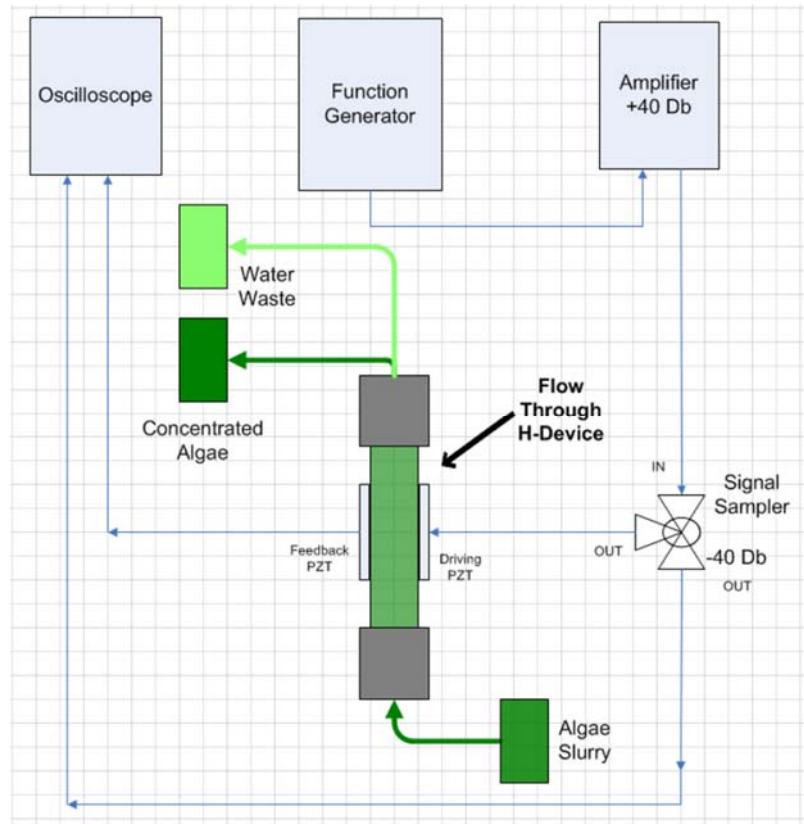 Oscilloscope
Function
Generator
Amplifier
+40 Db
Water
Waste
Concentrated
Algae
Flow
Through
H-Device
IN
Signal
Sampler
OUT
-40 Db
OUT
Feedback
PZT
Driving
PZT
Algae
Slurry